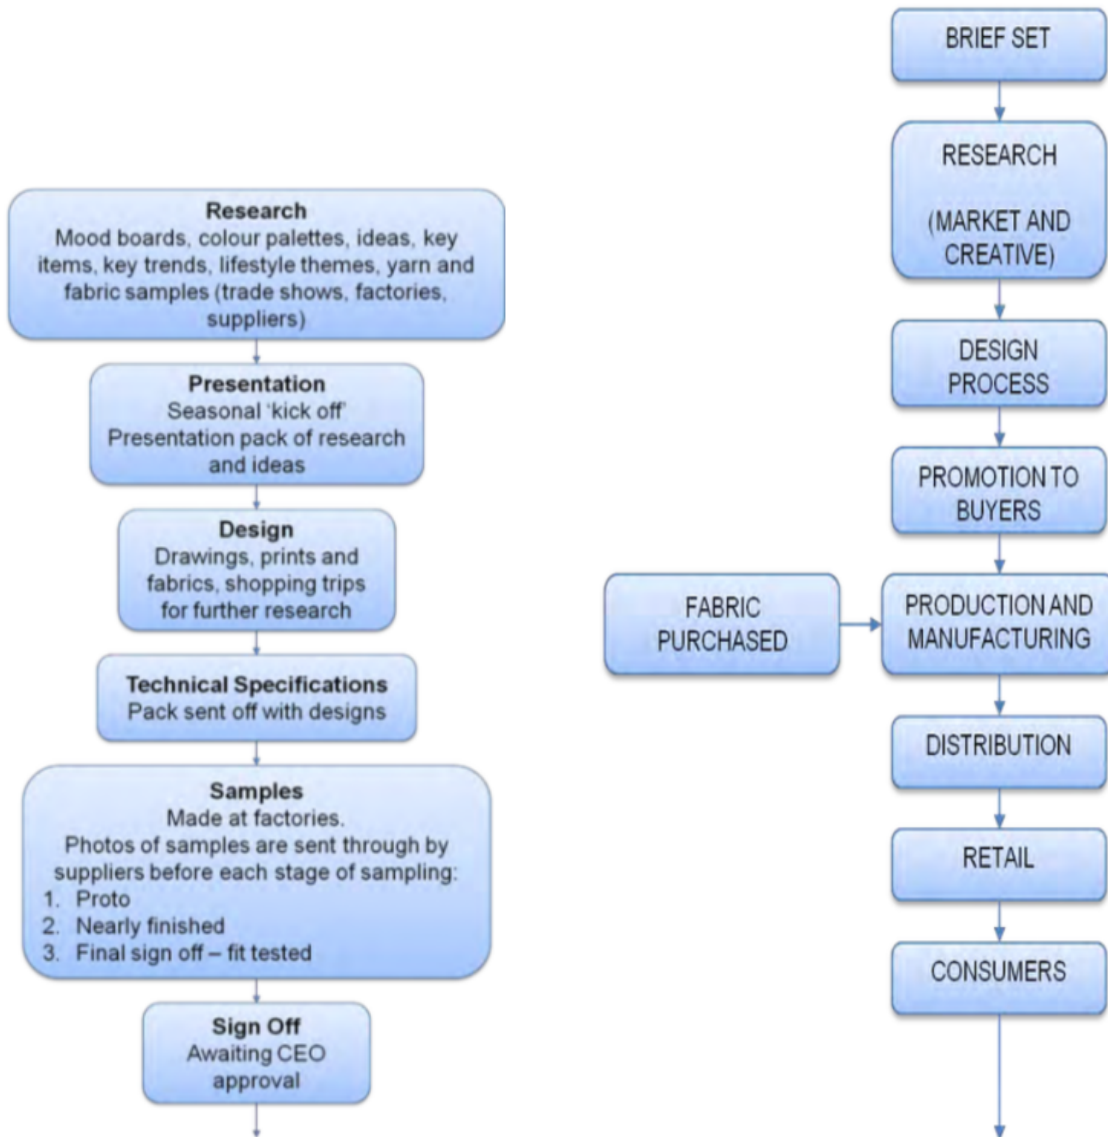 Research
Mood boards, colour palettes, ideas, key
items, key trends, lifestyle themes, yarn and
fabric samples (trade shows, factories,
suppliers)
Presentation
Seasonal ‘kick off’
Presentation pack of research
and ideas
Design
Drawings, prints and
fabrics, shopping trips
for further research
Technical Specifications
Pack sent off with designs
Samples
Made at factories.
Photos of samples are sent through by
suppliers before each stage of sampling:
1. Proto
2. Nearly finished
3. Final sign off – fit tested
Sign Off
Awaiting CEO
approval
BRIEF SET
RESEARCH
(MARKET AND
CREATIVE)
DESIGN
PROCESS
PROMOTION TO
BUYERS
FABRIC
PURCHASED
PRODUCTION AND
MANUFACTURING
DISTRIBUTION
RETAIL
CONSUMERS